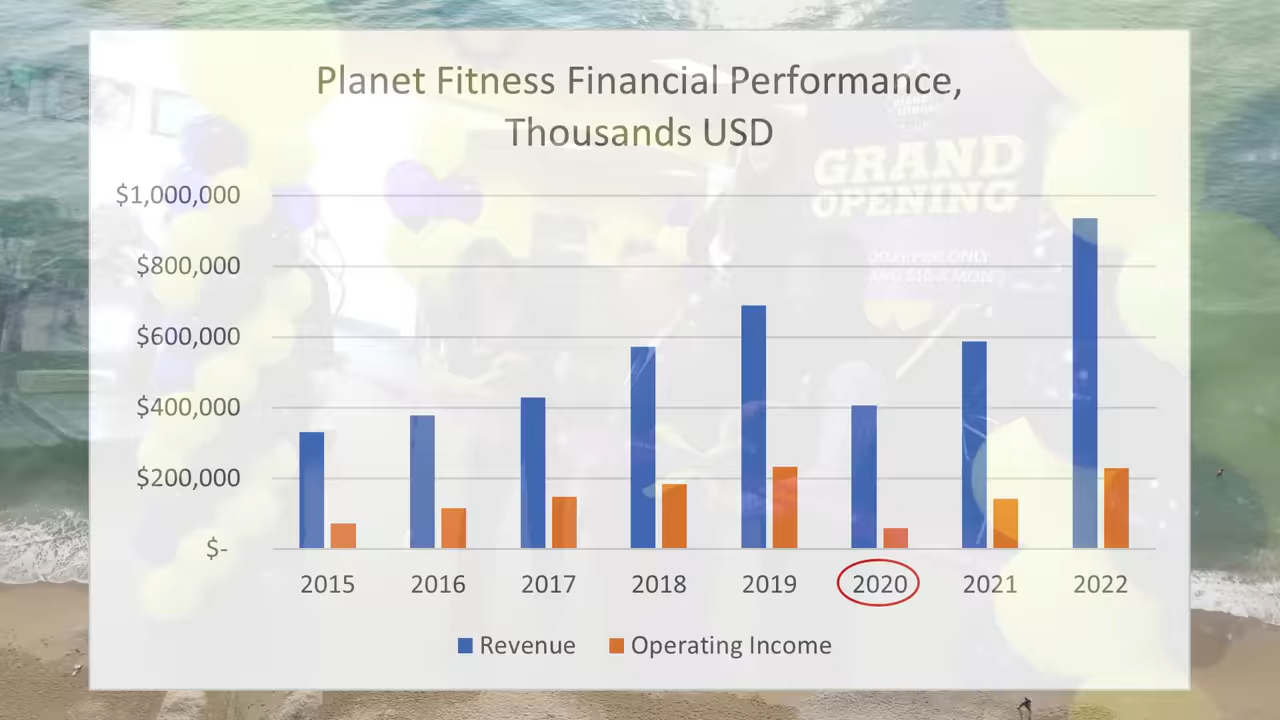 Planet Fitness Financial Performance,
Thousands USD
GRAND
OPENING
$1,000,000
$800,000
$600,000
$400,000
$200,000
$-
2015 2016 2017 2018 2019 2020 2021 2022
Revenue Operating Income